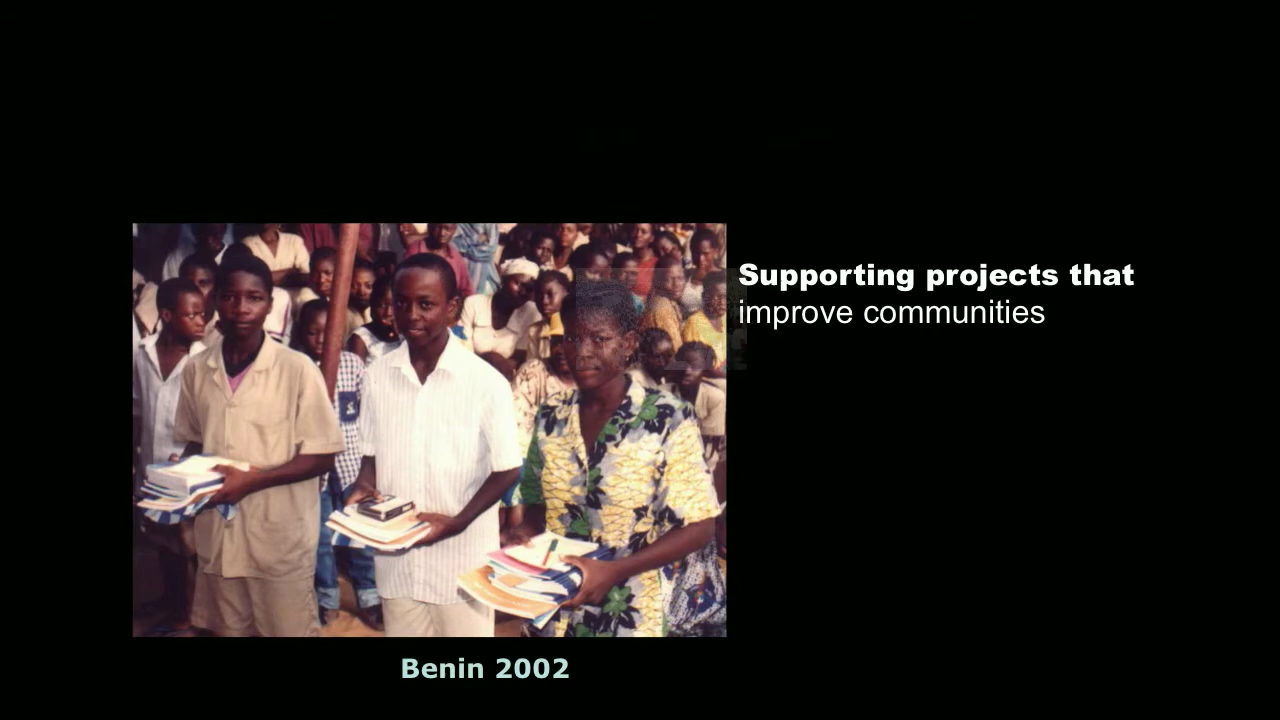 Supporting projects that
improve communities
Benin 2002